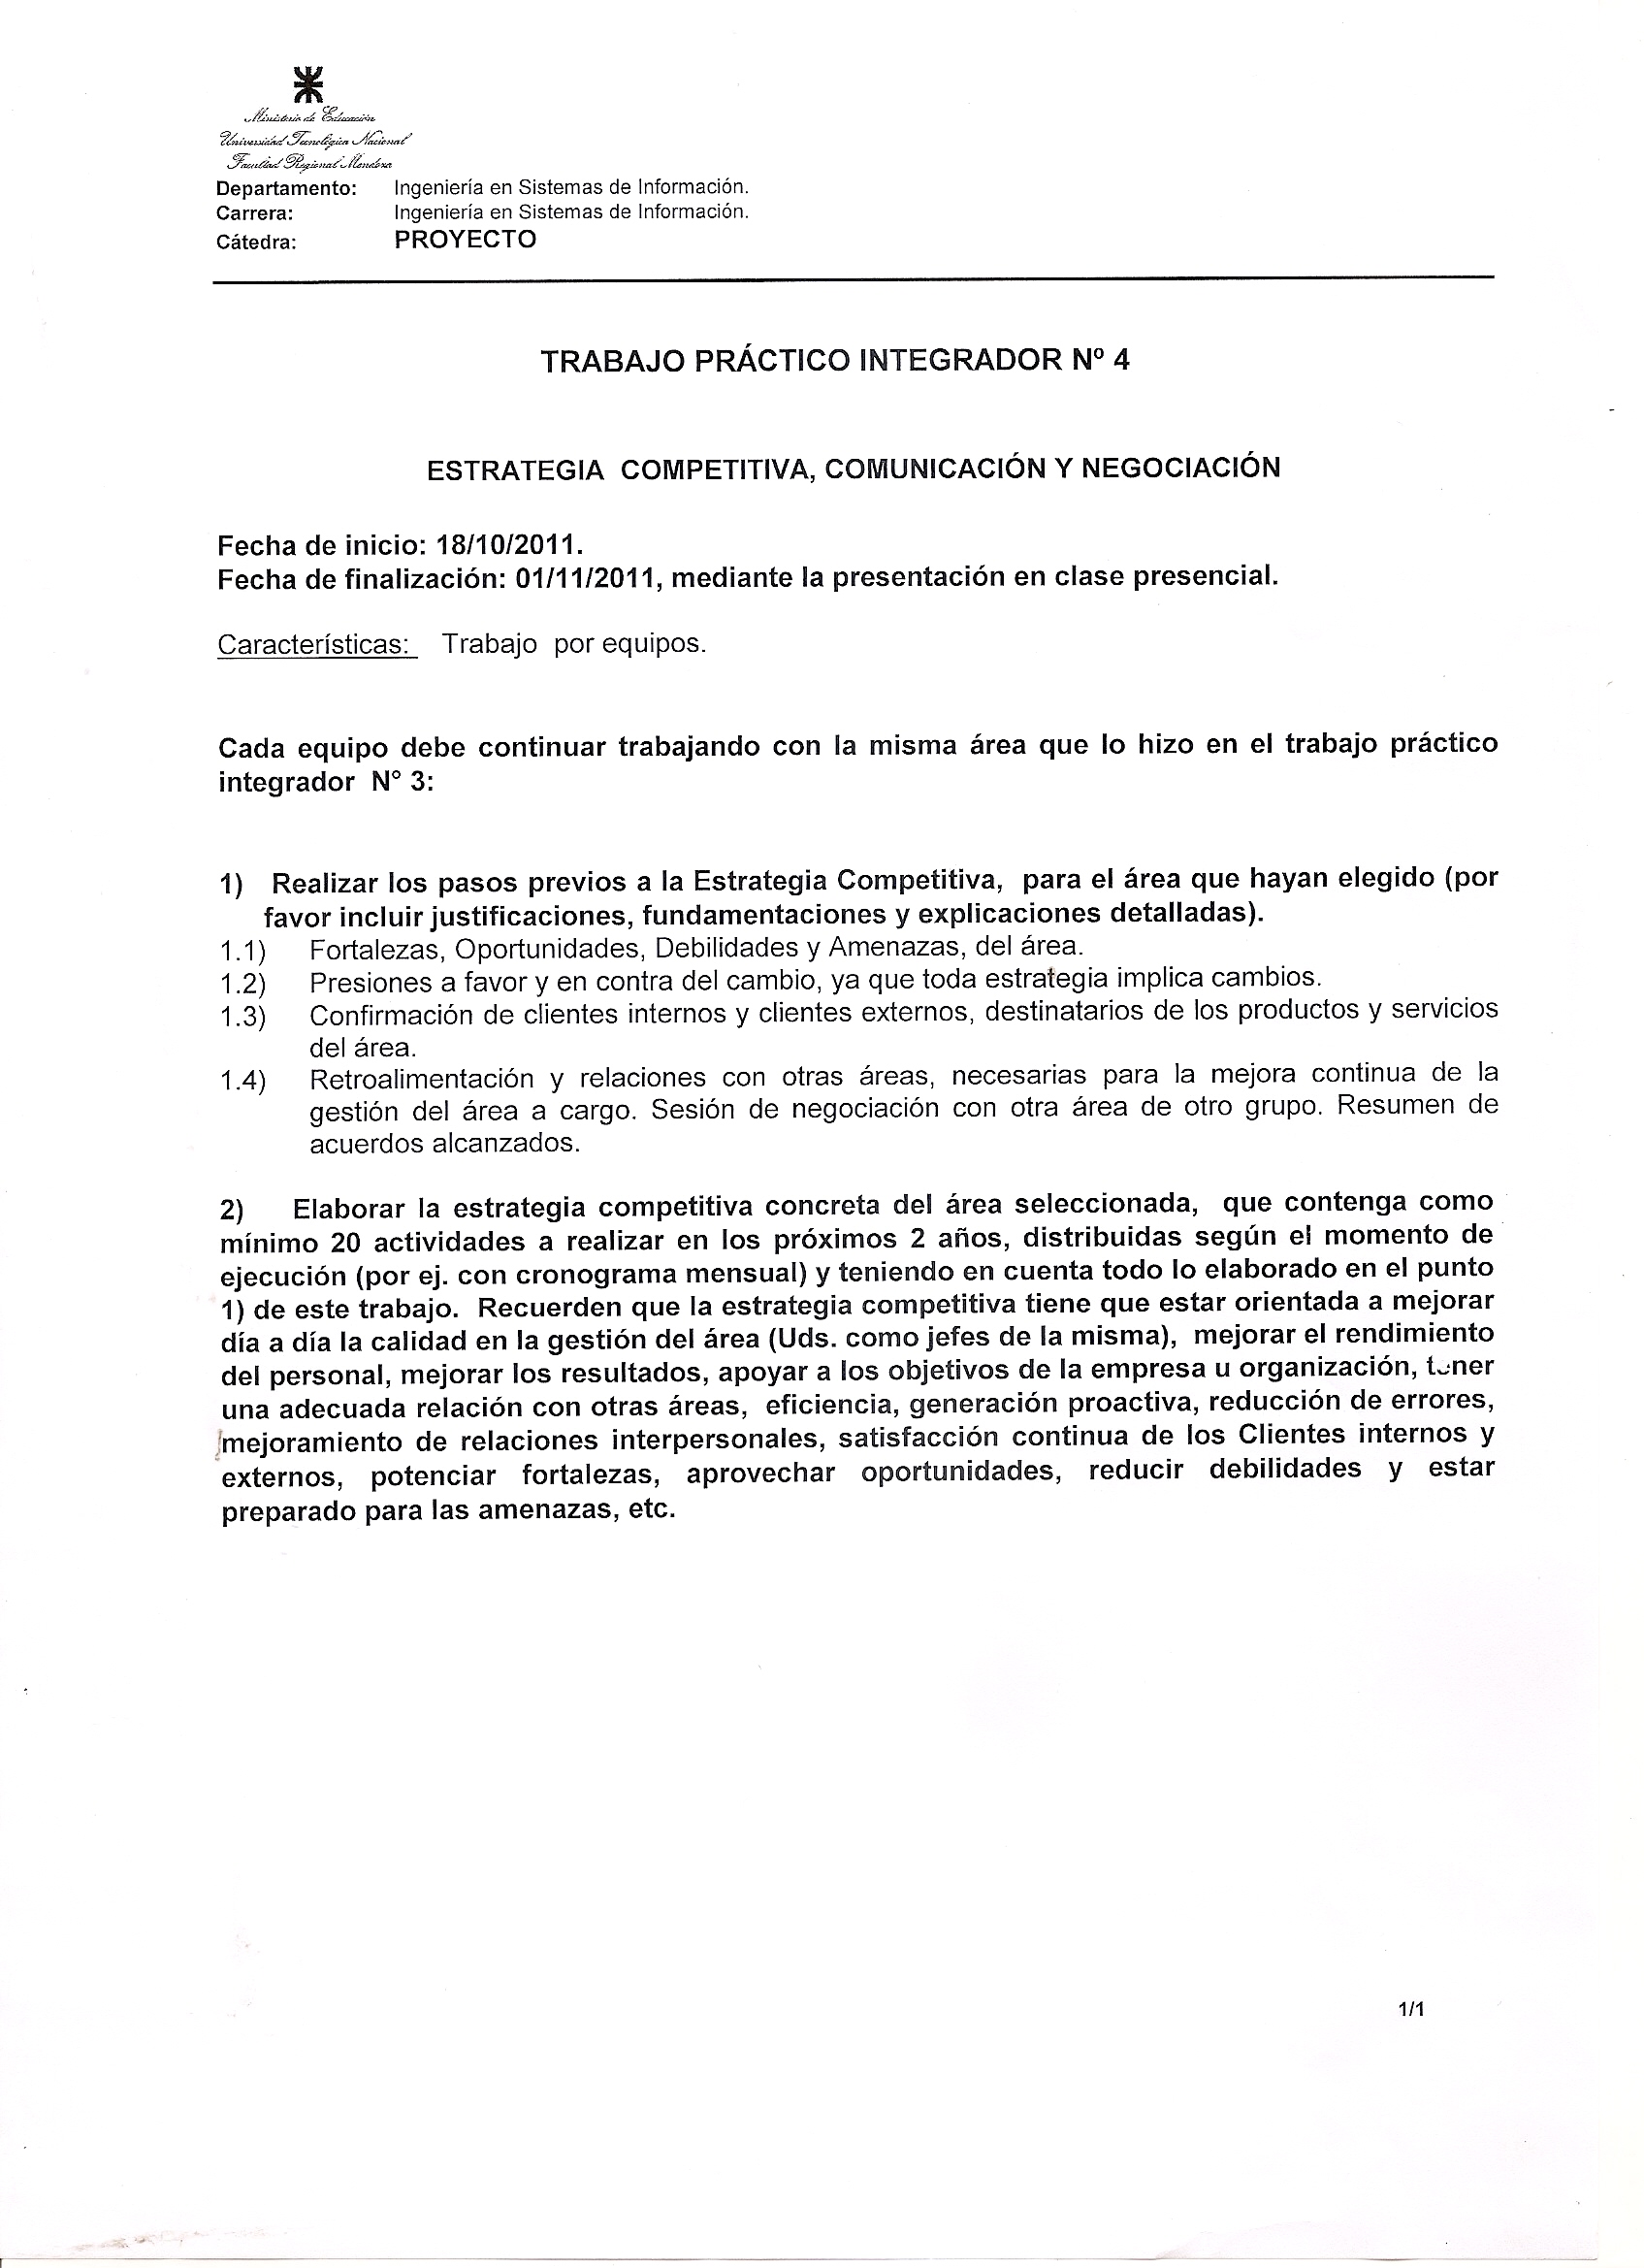 Ministerio de Educación
Universidad Tecnológica Nacional
Facultad Regional Mendoza
Departamento: Ingeniería en Sistemas de Información.
Carrera: Ingeniería en Sistemas de Información.
Cátedra: PROYECTO
TRABAJO PRÁCTICO INTEGRADOR Nº 4
ESTRATEGIA COMPETITIVA, COMUNICACIÓN Y NEGOCIACIÓN
Fecha de inicio: 18/10/2011.
Fecha de finalización: 01/11/2011, mediante la presentación en clase presencial.
Características: Trabajo por equipos.
Cada equipo debe continuar trabajando con la misma área que lo hizo en el trabajo práctico
integrador N° 3:
1) Realizar los pasos previos a la Estrategia Competitiva, para el área que hayan elegido (por
favor incluir justificaciones, fundamentaciones y explicaciones detalladas).
1.1) Fortalezas, Oportunidades, Debilidades y Amenazas, del área.
1.2) Presiones a favor y en contra del cambio, ya que toda estrategia implica cambios.
1.3) Confirmación de clientes internos y clientes externos, destinatarios de los productos y servicios
del área.
1.4) Retroalimentación y relaciones con otras áreas, necesarias para la mejora continua de la
gestión del área a cargo. Sesión de negociación con otra área de otro grupo. Resumen de
acuerdos alcanzados.
2) Elaborar la estrategia competitiva concreta del área seleccionada, que contenga como
mínimo 20 actividades a realizar en los próximos 2 años, distribuidas según el momento de
ejecución (por ej. con cronograma mensual) y teniendo en cuenta todo lo elaborado en el punto
1) de este trabajo. Recuerden que la estrategia competitiva tiene que estar orientada a mejorar
día a día la calidad en la gestión del área (Uds. como jefes de la misma), mejorar el rendimiento
del personal, mejorar los resultados, apoyar a los objetivos de la empresa u organización, tener
una adecuada relación con otras áreas, eficiencia, generación proactiva, reducción de errores,
mejoramiento de relaciones interpersonales, satisfacción continua de los Clientes internos y
externos, potenciar fortalezas, aprovechar oportunidades, reducir debilidades y estar
preparado para las amenazas, etc.
1/1